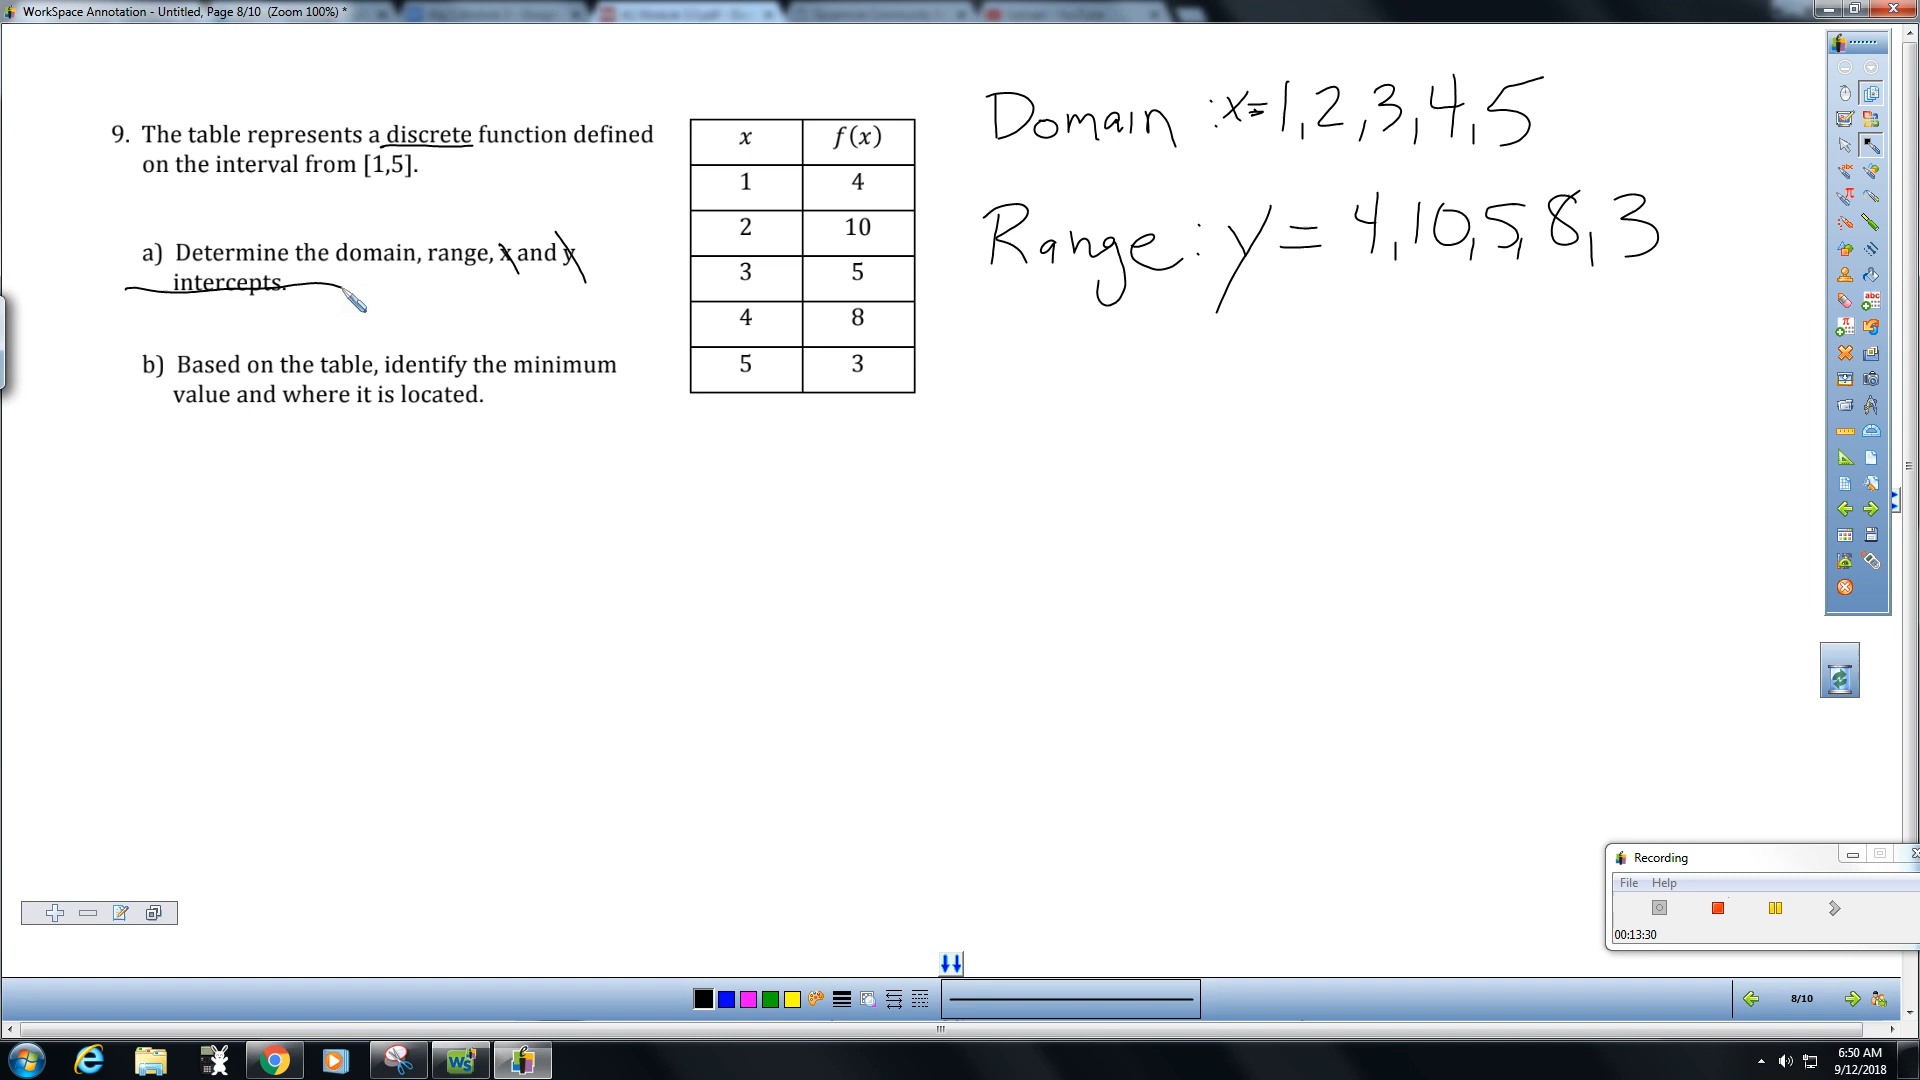 WorkSpace Annotation - Untitled, Page 8/10 (Zoom 100%) *
9. The table represents a discrete function defined
on the interval from [1,5].
a) Determine the domain, range, x and y
intercepts.
b) Based on the table, identify the minimum
value and where it is located.
x f(x)
1 4
2 10
3 5
4 8
5 3
Domain : x=1,2,3,4,5
Range: y = 4,10,5,8,3
Recording
File Help
00:13:30
8/10
6:50 AM
9/12/2018